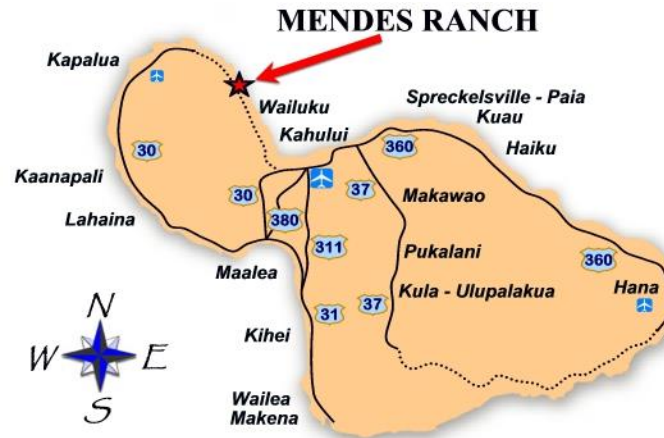 MENDES RANCH
Kapalua
Wailuku
Spreckelsville - Paia
Kuau
Kahului
360
Haiku
30
Kaanapali
30
37
Makawao
Lahaina
380
311
Pukalani
360
Maalea
Hana
Kula - Ulupalakua
37
31
N
Kihei
W
E
S
Wailea
Makena